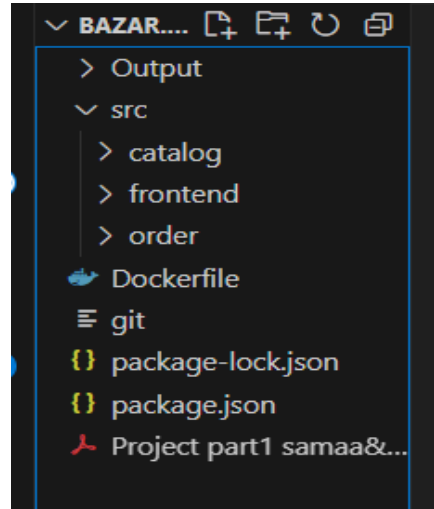 BAZAR....
Output
src
catalog
frontend
order
Dockerfile
git
package-lock.json
package.json
Project part1 samaa&...